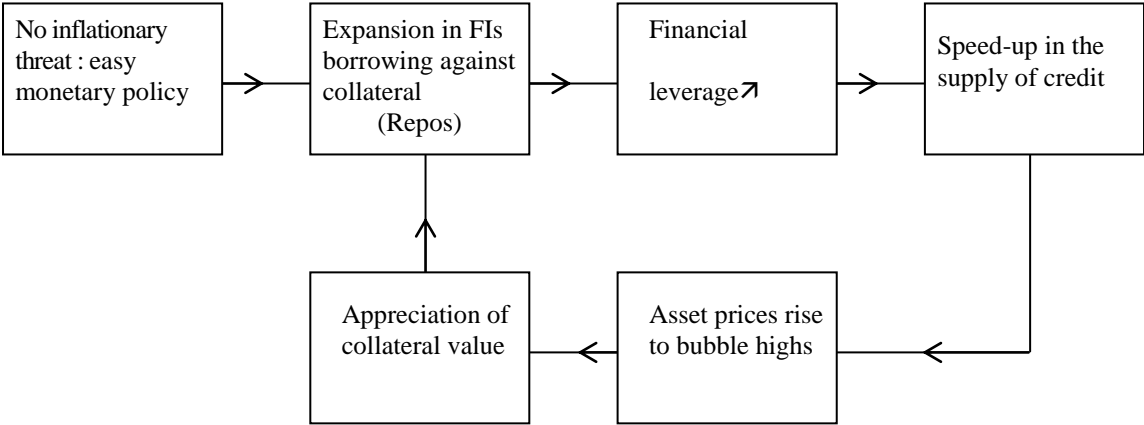 No inflationary
threat : easy
monetary policy
Expansion in FIs
borrowing against
collateral
(Repos)
Financial
leverage↗
Speed-up in the
supply of credit
Appreciation of
collateral value
Asset prices rise
to bubble highs